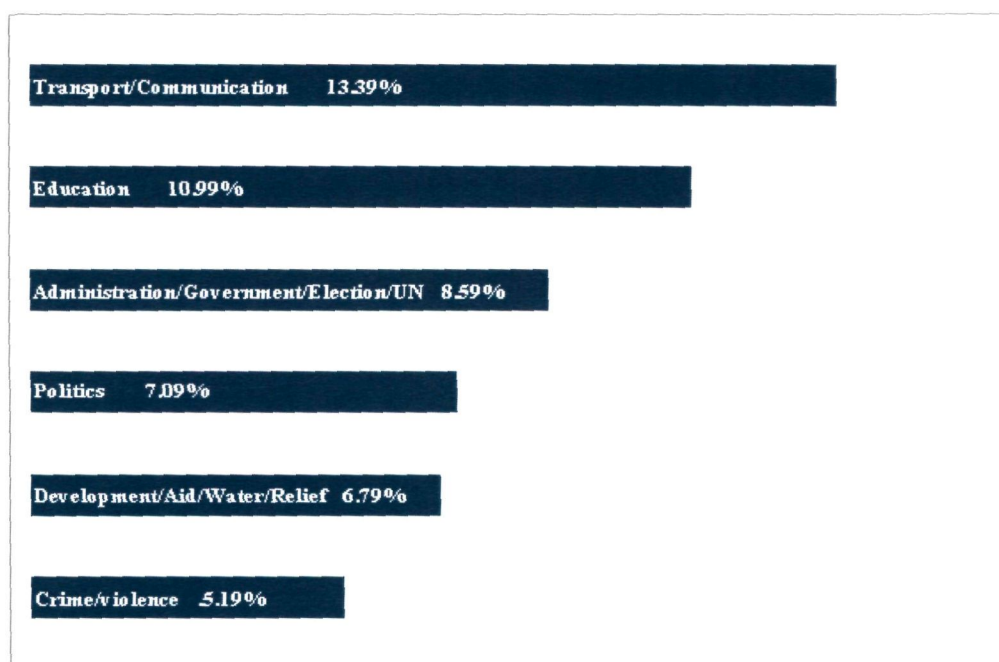 Transport/Communication 13.39%
Education 10.99%
Administration/Government/Election/UN 8.59%
Politics 7.09%
Development/Aid/Water/Relief 6.79%
Crime/violence 5.19%